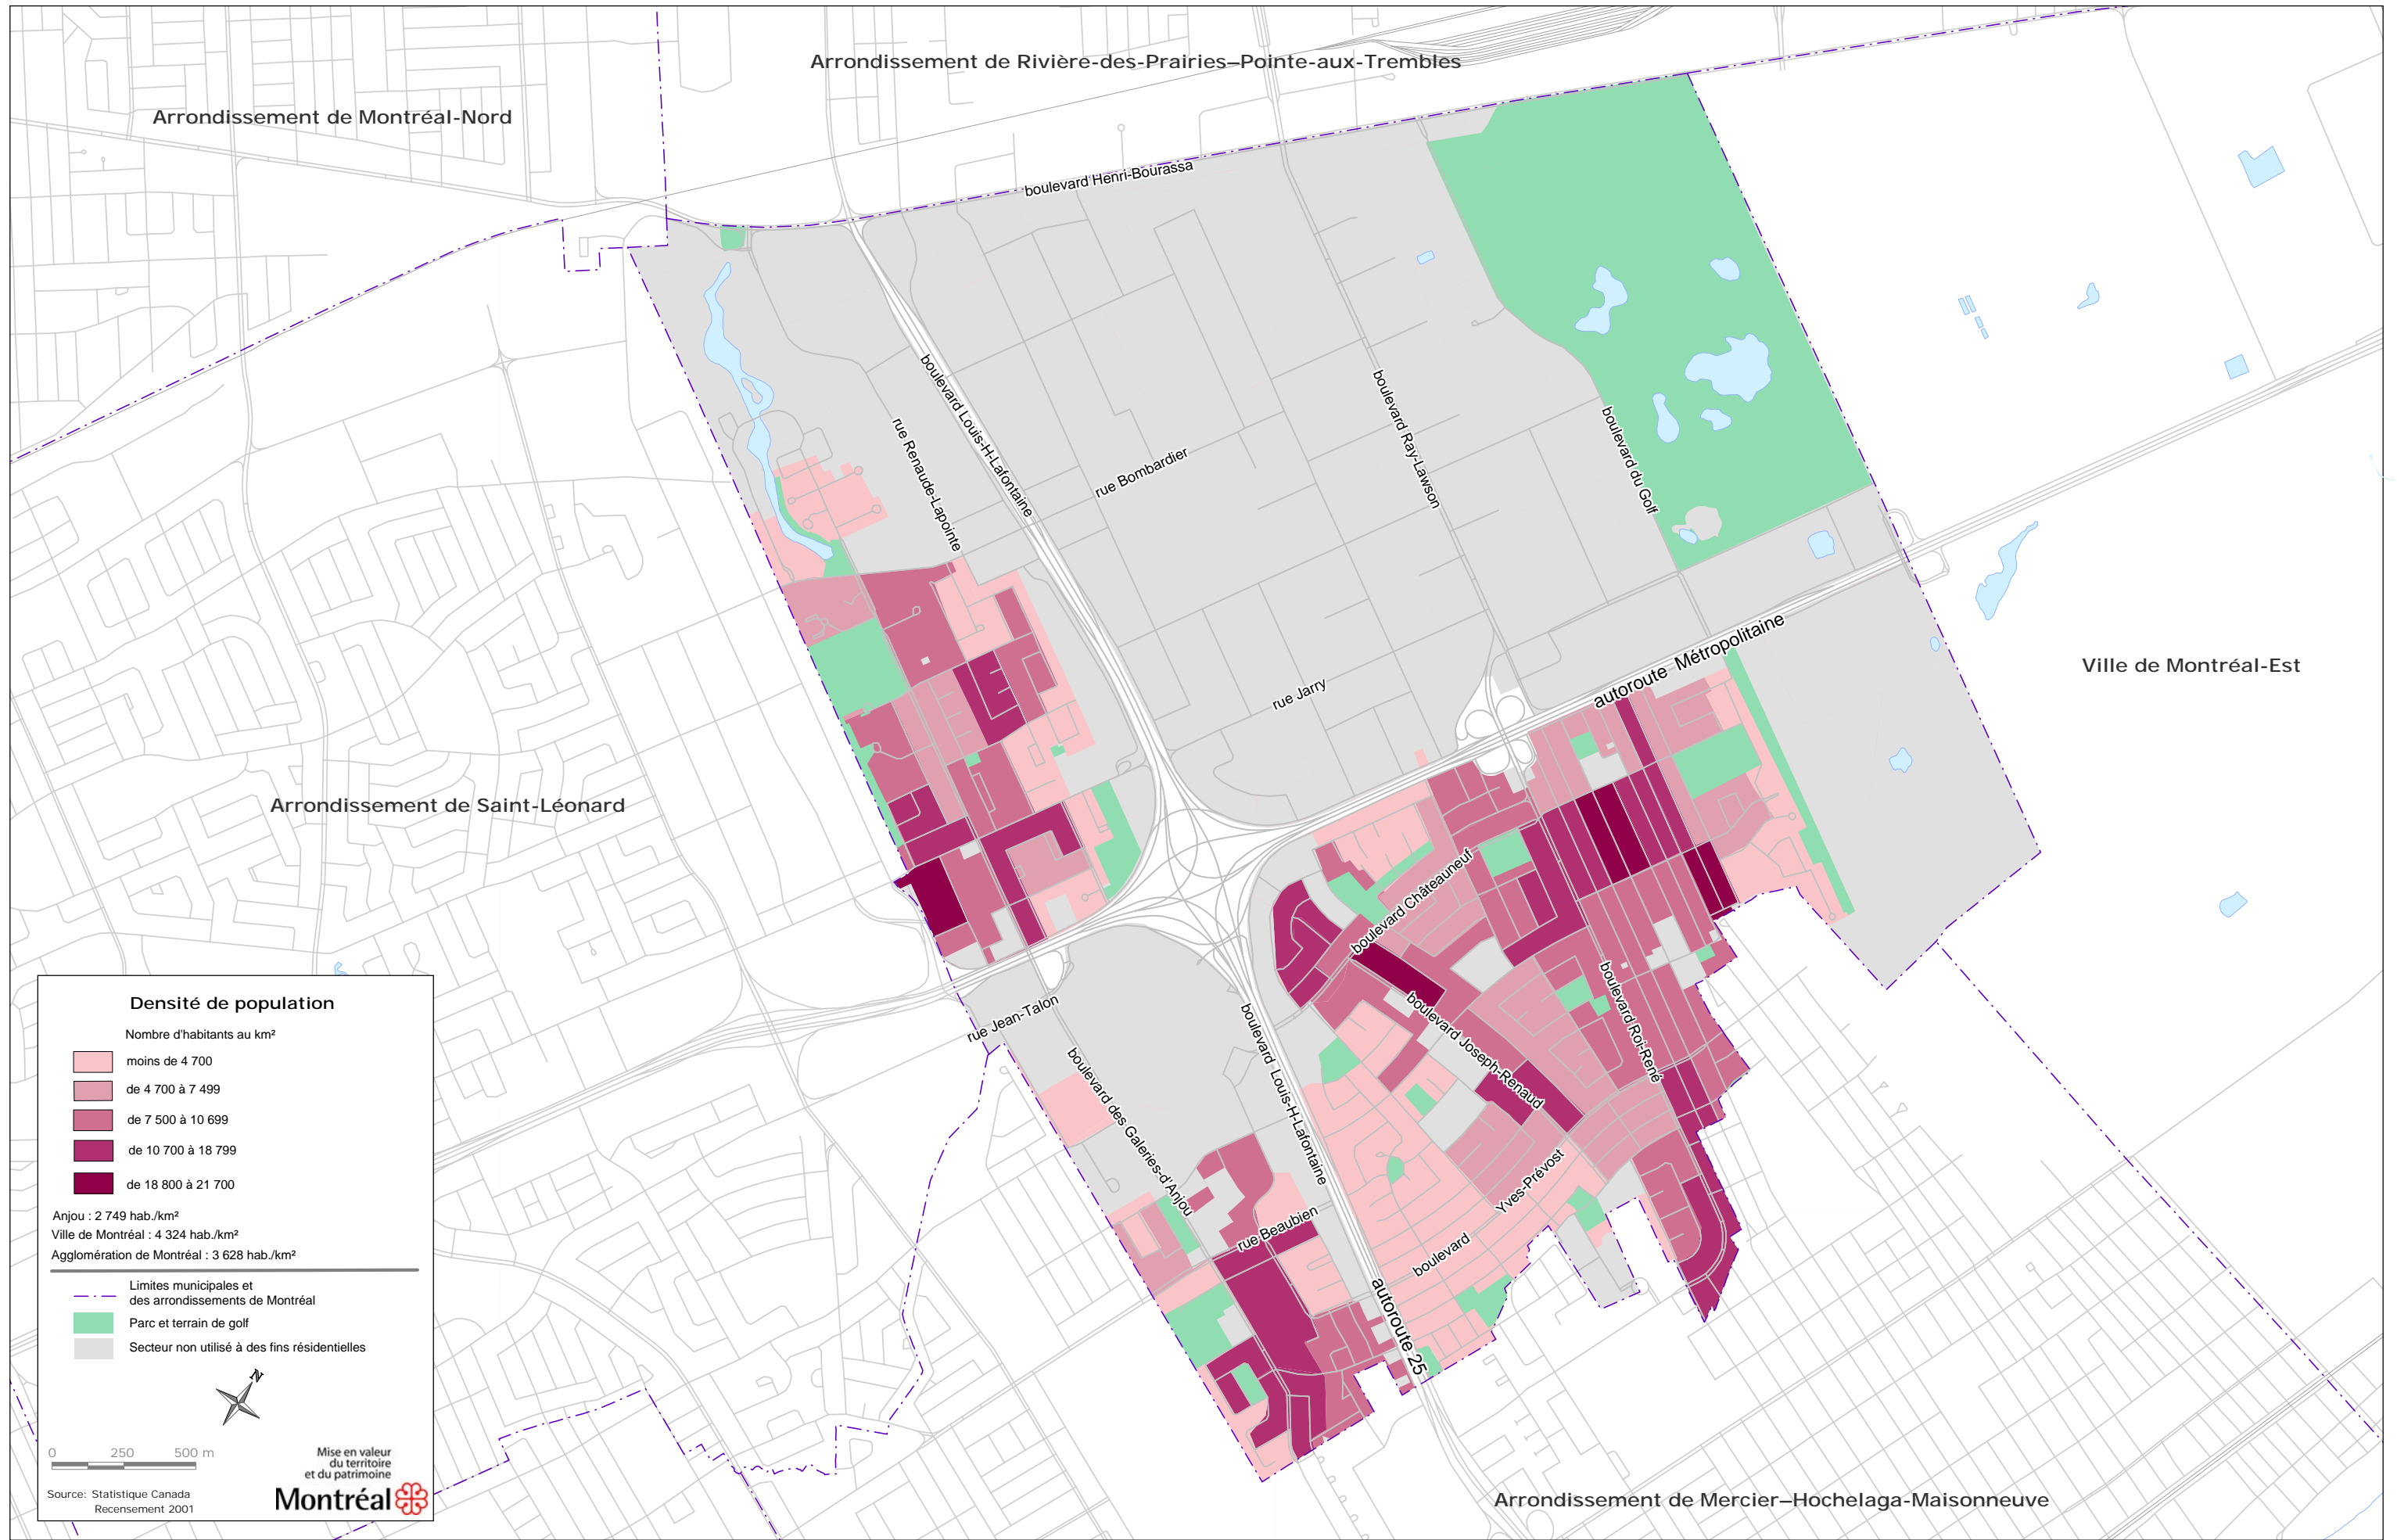 Arrondissement de Rivière-des-Prairies–Pointe-aux-Trembles
Arrondissement de Montréal-Nord
boulevard Henri-Bourassa
boulevard Louis-H-Lafontaine
rue Renaude-Lapointe
rue Bombardier
boulevard Ray-Lawson
boulevard du Golf
autoroute Métropolitaine
Ville de Montréal-Est
rue Jarry
Arrondissement de Saint-Léonard
boulevard Châteauneuf
boulevard Roi-René
boulevard Joseph-Renaud
rue Jean-Talon
boulevard Louis-H-Lafontaine
boulevard des Galeries-d'Anjou
Yves-Prévost
rue Beaubien
boulevard
autoroute 25
Arrondissement de Mercier–Hochelaga-Maisonneuve
Densité de population
Nombre d'habitants au km²
moins de 4 700
de 4 700 à 7 499
de 7 500 à 10 699
de 10 700 à 18 799
de 18 800 à 21 700
Anjou : 2 749 hab./km²
Ville de Montréal : 4 324 hab./km²
Agglomération de Montréal : 3 628 hab./km²
Limites municipales et
des arrondissements de Montréal
Parc et terrain de golf
Secteur non utilisé à des fins résidentielles
N
0 250 500 m
Mise en valeur
du territoire
et du patrimoine
Montréal
Source: Statistique Canada
Recensement 2001